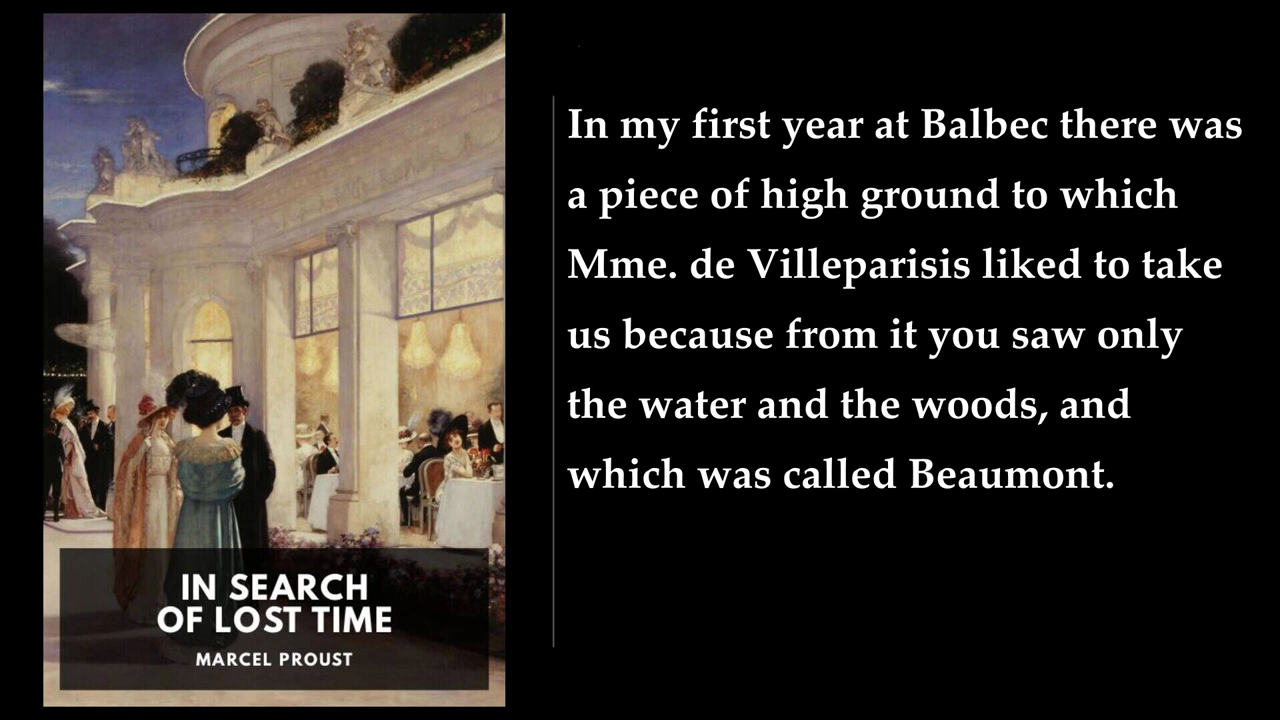 In my first year at Balbec there was
a piece of high ground to which
Mme. de Villeparisis liked to take
us because from it you saw only
the water and the woods, and
which was called Beaumont.
IN SEARCH
OF LOST TIME
MARCEL PROUST